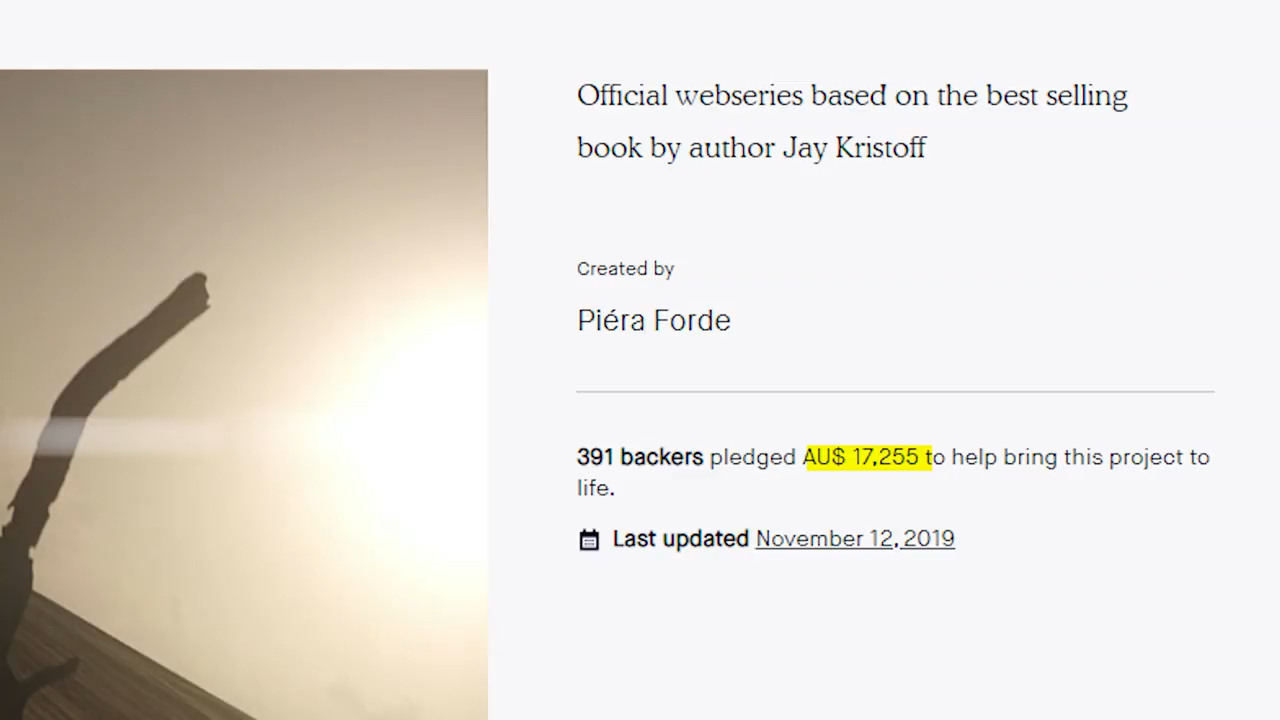 Official webseries based on the best selling
book by author Jay Kristoff
Created by
Piéra Forde
391 backers pledged AU$ 17,255 to help bring this project to
life.
Last updated November 12, 2019